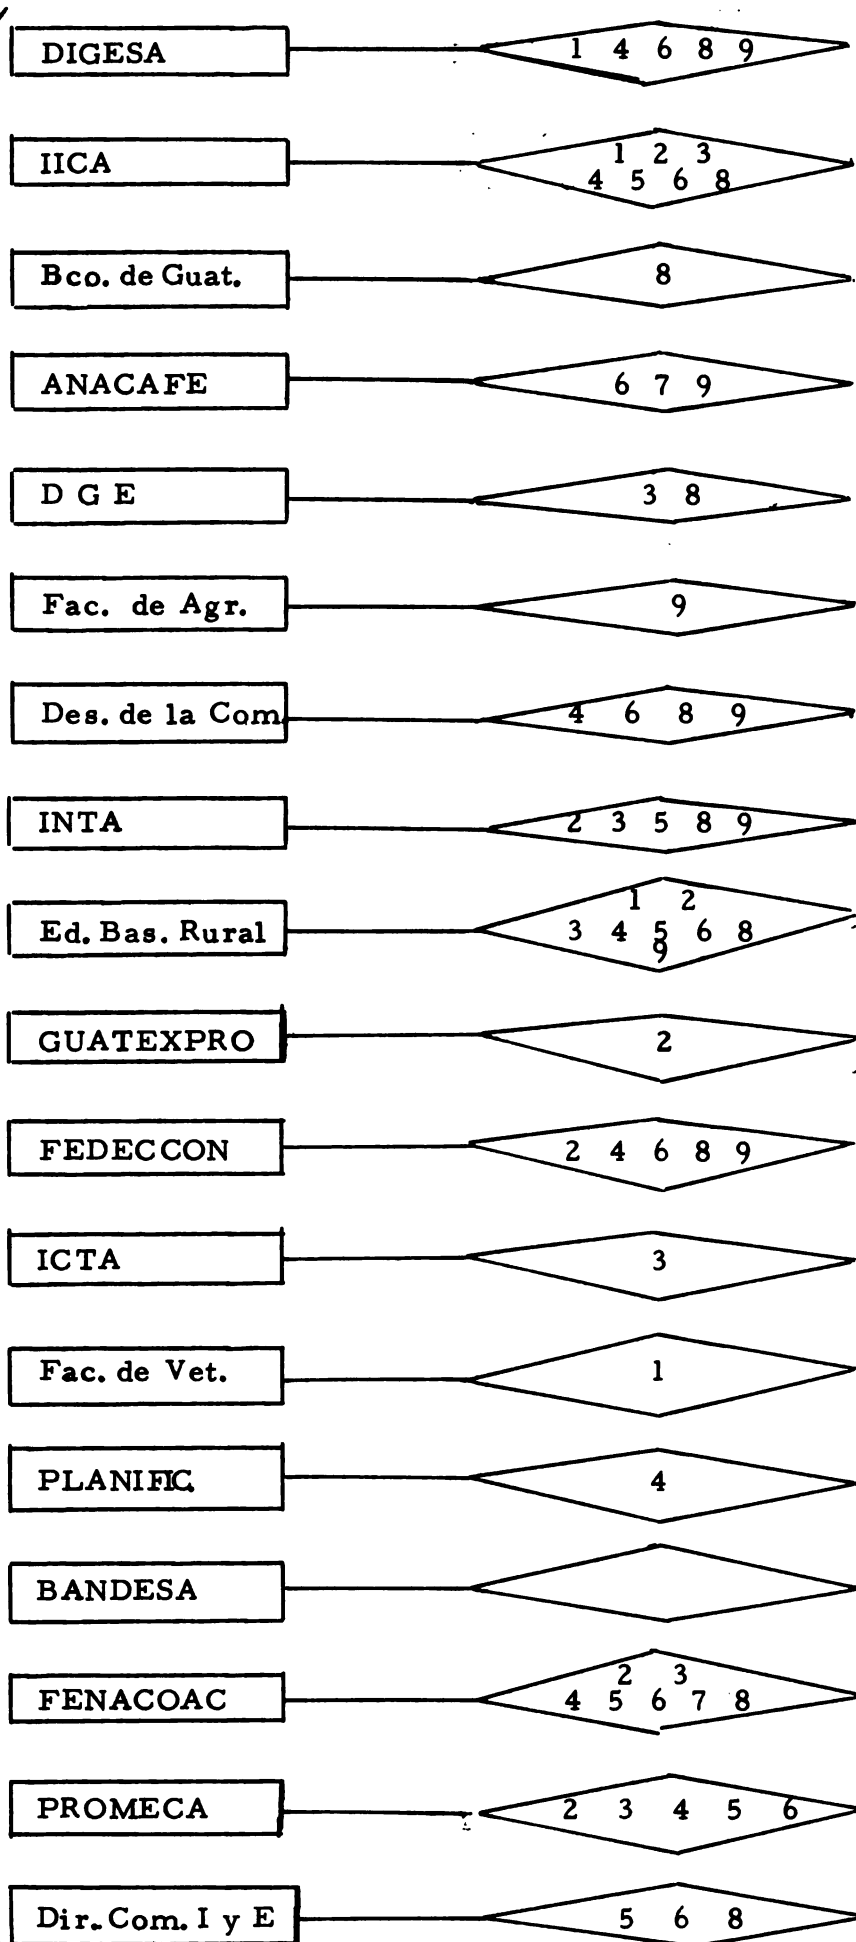 DIGESA
1 4 6 8 9
IICA
1 2 3
4 5 6 8
Bco. de Guat.
8
ANACAFE
6 7 9
D G E
3 8
Fac. de Agr.
9
Des. de la Com.
4 6 8 9
INTA
2 3 5 8 9
Ed. Bas. Rural
1 2
3 4 5 6 8
9
GUATEXPRO
2
FEDECCON
2 4 6 8 9
ICTA
3
Fac. de Vet.
1
PLANIFIC.
4
BANDESA
FENACOAC
2 3
4 5 6 7 8
PROMECA
2 3 4 5 6
Dir. Com. I y E
5 6 8